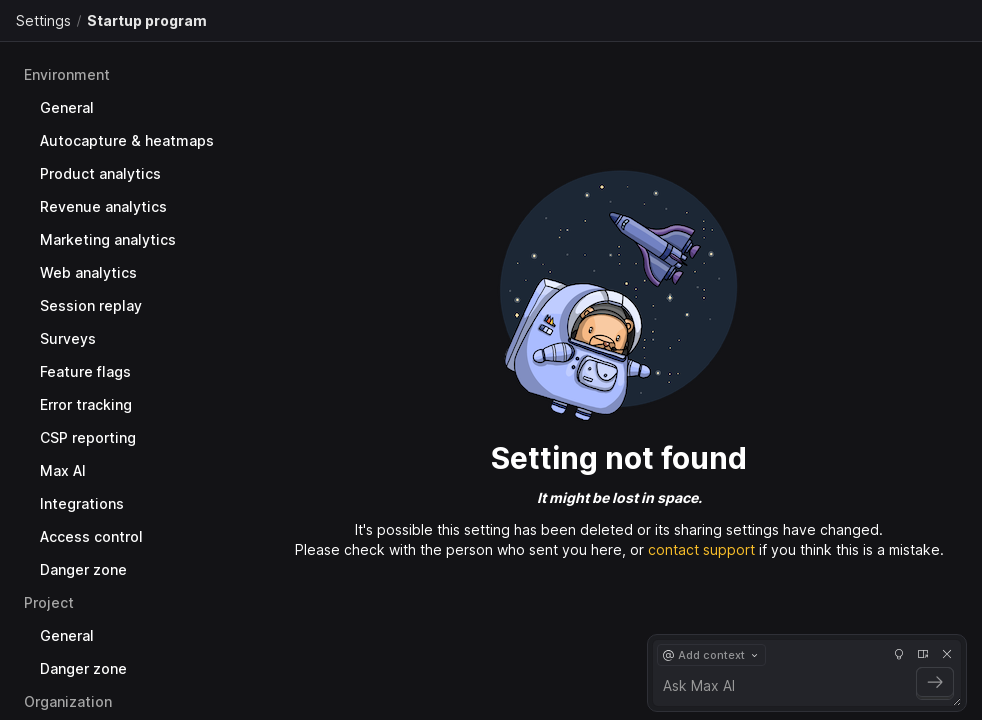 Settings / Startup program
Environment
General
Autocapture & heatmaps
Product analytics
Revenue analytics
Marketing analytics
Web analytics
Session replay
Surveys
Feature flags
Error tracking
CSP reporting
Max AI
Integrations
Access control
Danger zone
Project
General
Danger zone
Organization
Setting not found
It might be lost in space.
It's possible this setting has been deleted or its sharing settings have changed.
Please check with the person who sent you here, or contact support if you think this is a mistake.
@ Add context
Ask Max AI